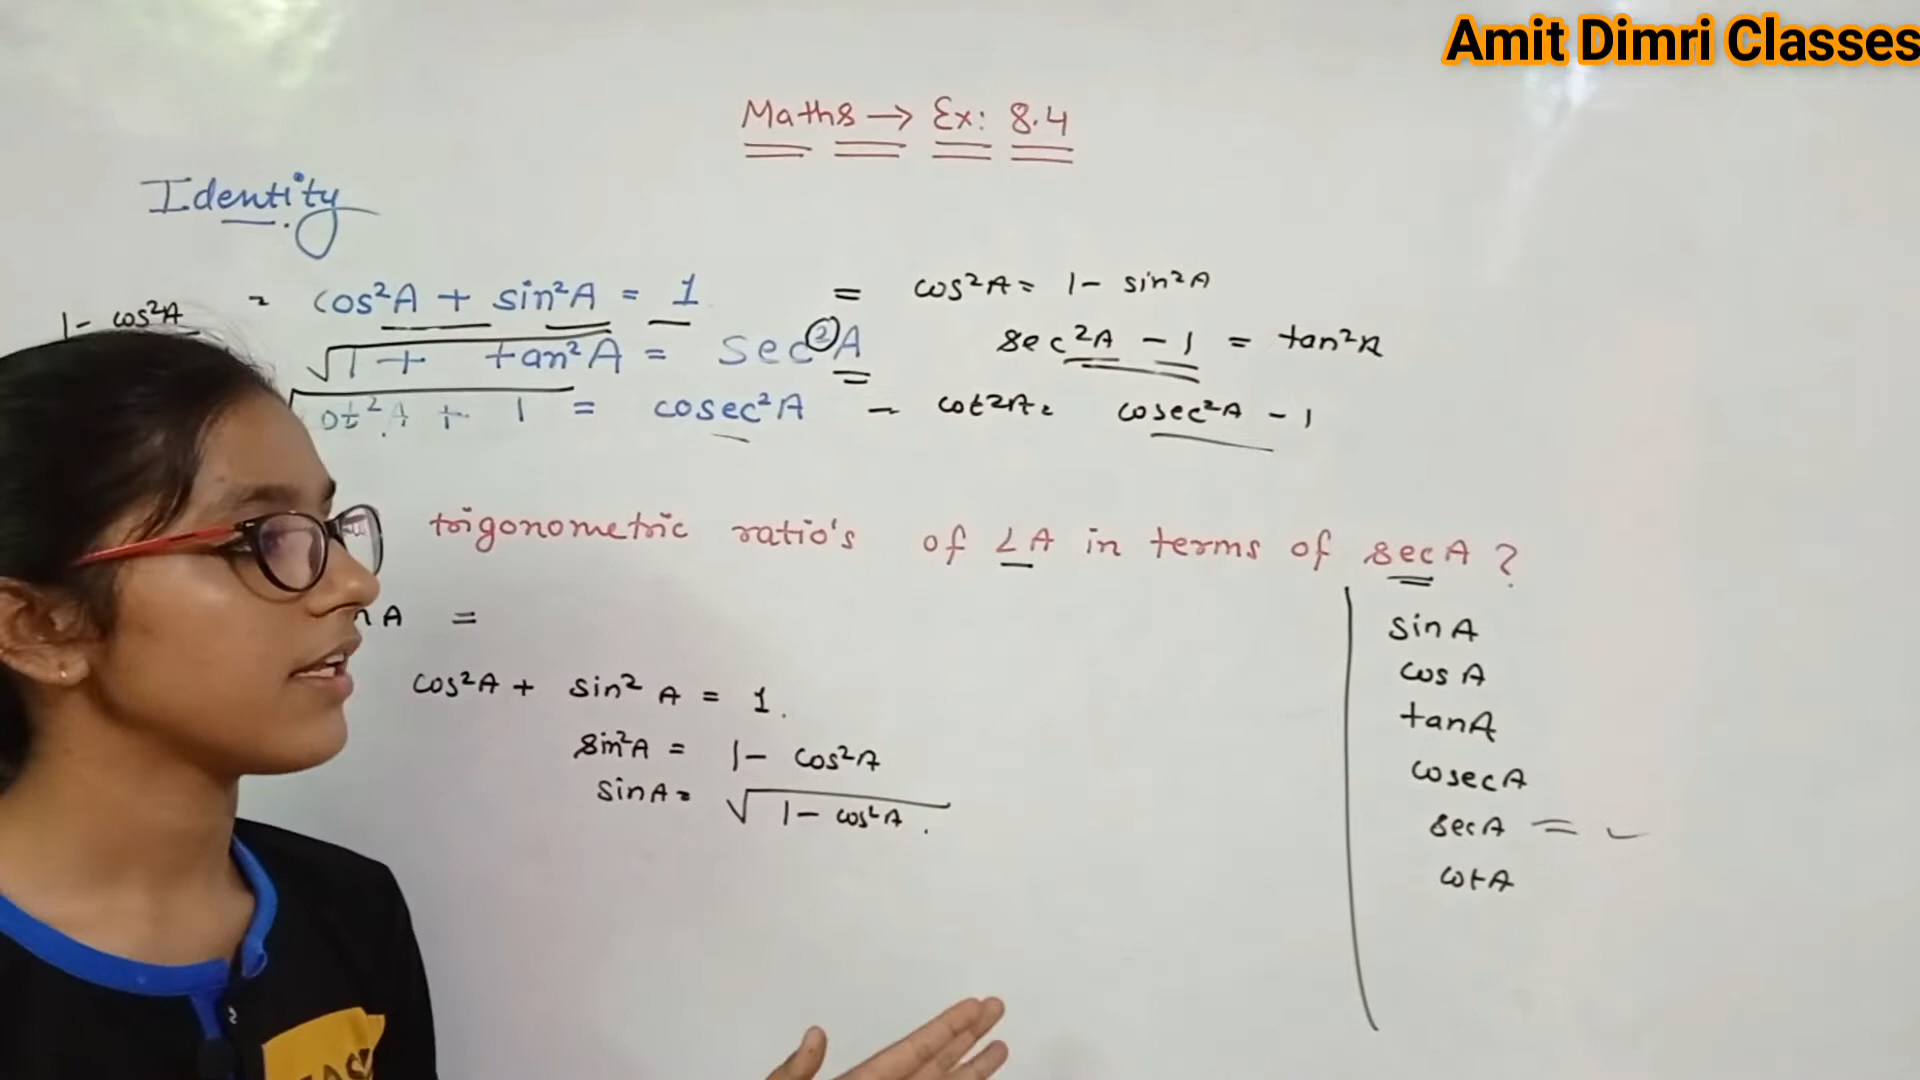 Amit Dimri Classes
Maths → Ex: 8.4
Identity
1 - cos²A
= cos²A + sin²A = 1 = cos²A = 1 - sin²A
√1 + tan²A = sec²A sec²A - 1 = tan²A
ot²A + 1 = cosec²A - cot²A = cosec²A - 1
trigonometric ratio's of ∠A in terms of secA ?
A =
cos²A + sin²A = 1.
sin²A = 1 - cos²A
sinA = √1 - cos²A.
sinA
cosA
tanA
cosecA
secA =
cotA